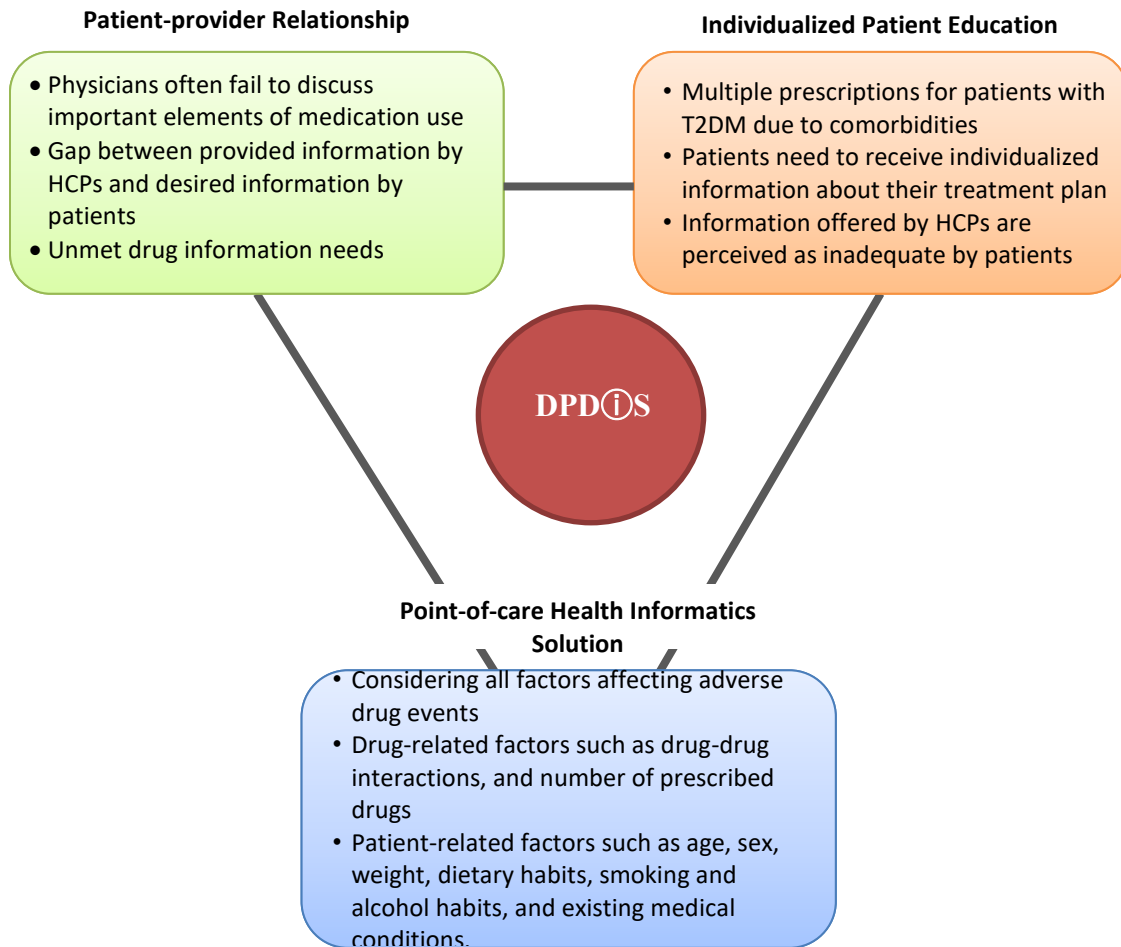 Patient-provider Relationship
• Physicians often fail to discuss
important elements of medication use
• Gap between provided information by
HCPs and desired information by
patients
• Unmet drug information needs
Individualized Patient Education
• Multiple prescriptions for patients with
T2DM due to comorbidities
• Patients need to receive individualized
information about their treatment plan
• Information offered by HCPs are
perceived as inadequate by patients
DPDⓘS
Point-of-care Health Informatics
Solution
• Considering all factors affecting adverse
drug events
• Drug-related factors such as drug-drug
interactions, and number of prescribed
drugs
• Patient-related factors such as age, sex,
weight, dietary habits, smoking and
alcohol habits, and existing medical
conditions.